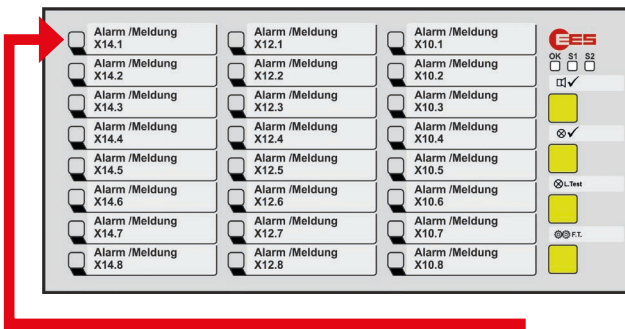 Alarm /Meldung
X14.1
Alarm /Meldung
X14.2
Alarm /Meldung
X14.3
Alarm /Meldung
X14.4
Alarm /Meldung
X14.5
Alarm /Meldung
X14.6
Alarm /Meldung
X14.7
Alarm /Meldung
X14.8
Alarm /Meldung
X12.1
Alarm /Meldung
X12.2
Alarm /Meldung
X12.3
Alarm /Meldung
X12.4
Alarm /Meldung
X12.5
Alarm /Meldung
X12.6
Alarm /Meldung
X12.7
Alarm /Meldung
X12.8
Alarm /Meldung
X10.1
Alarm /Meldung
X10.2
Alarm /Meldung
X10.3
Alarm /Meldung
X10.4
Alarm /Meldung
X10.5
Alarm /Meldung
X10.6
Alarm /Meldung
X10.7
Alarm /Meldung
X10.8
EES
OK S1 S2
L.Test
F.T.